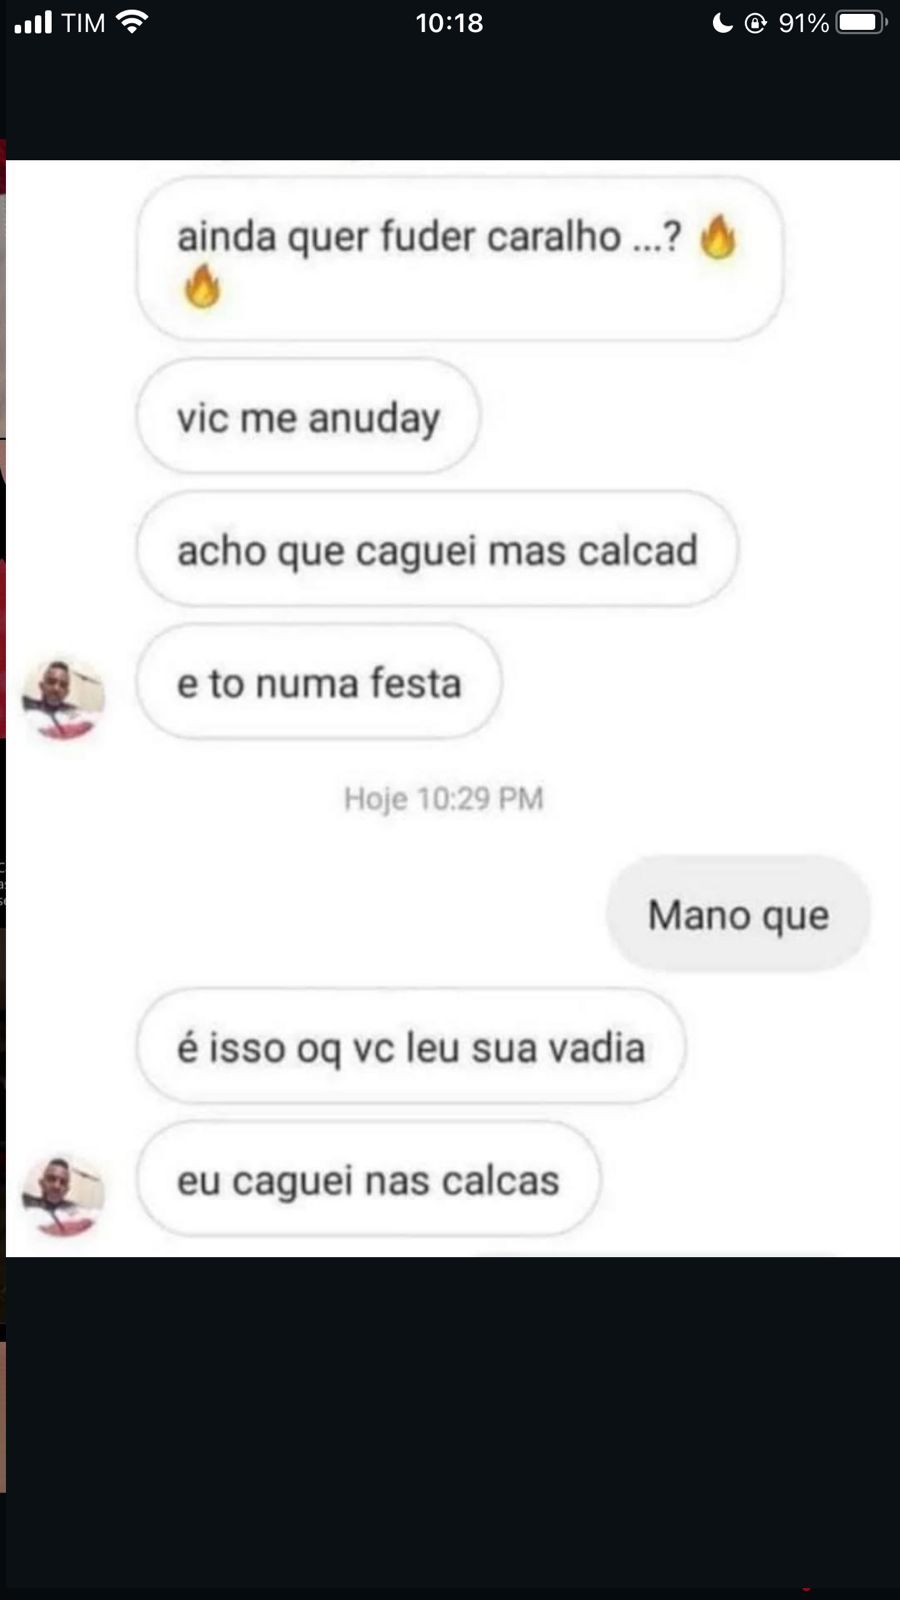 TIM 10:18 91%
ainda quer fuder caralho ...? 🔥
🔥
vic me anuday
acho que caguei mas calcad
e to numa festa
Hoje 10:29 PM
Mano que
é isso oq vc leu sua vadia
eu caguei nas calcas